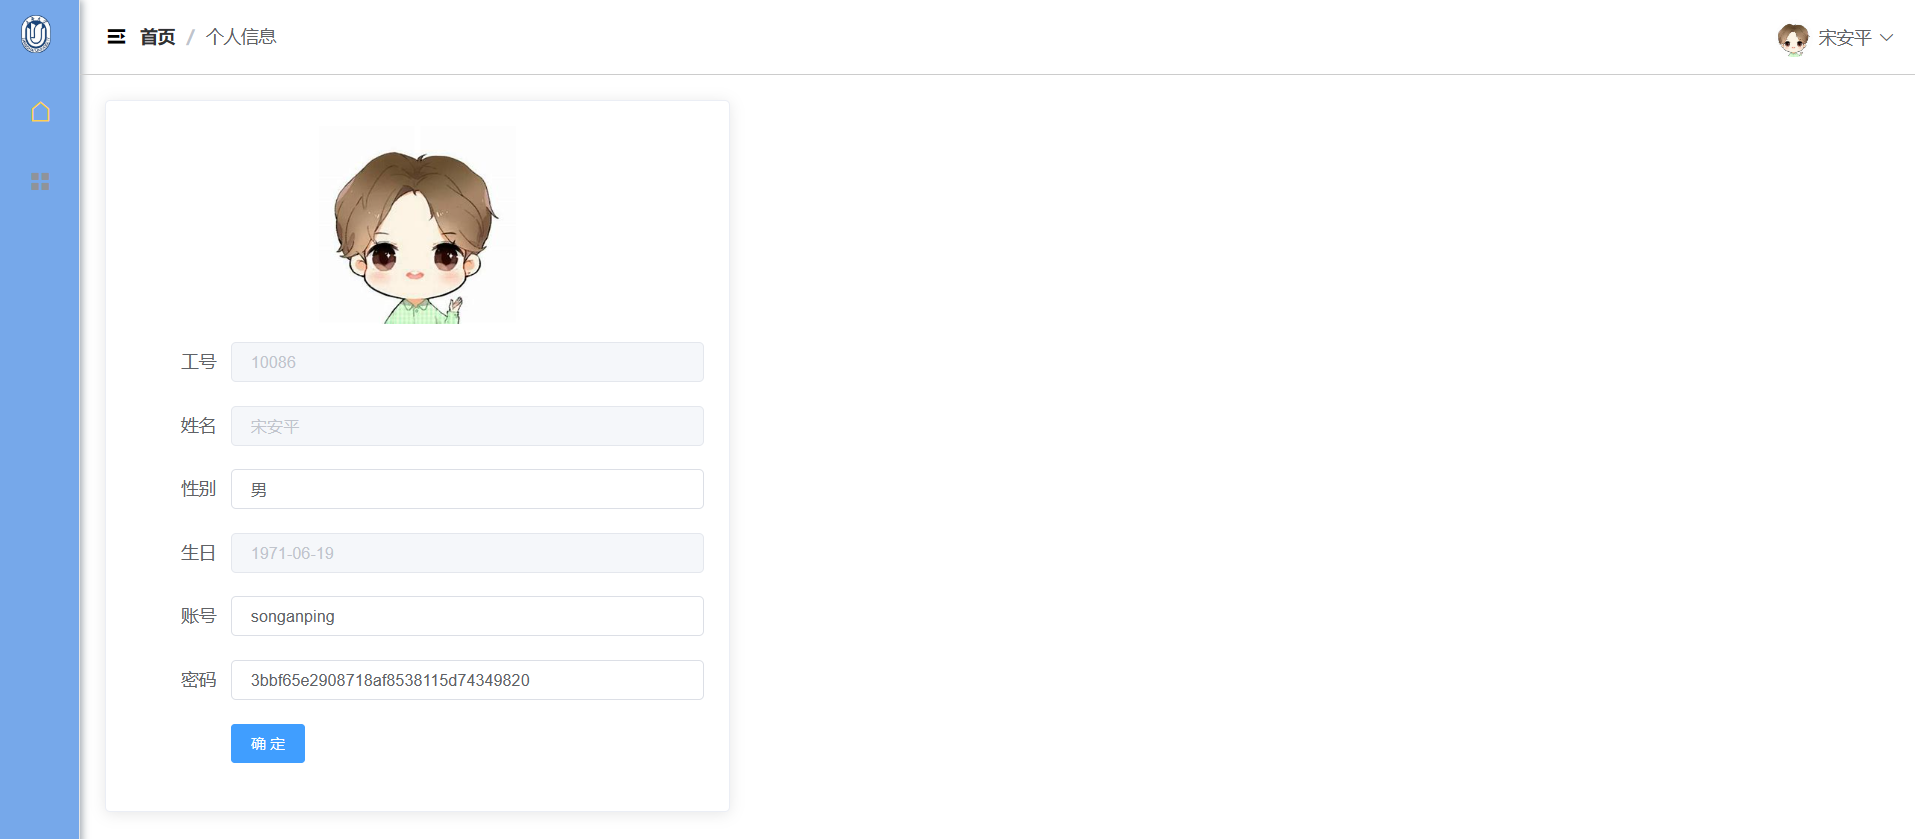 首页 / 个人信息
宋安平
工号 10086
姓名 宋安平
性别 男
生日 1971-06-19
账号 songanping
密码 3bbf65e2908718af8538115d74349820
确 定